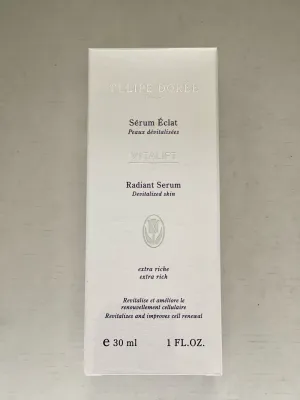 Sérum Éclat
Peaux dévitalisées
VITALIFT
Radiant Serum
Devitalized skin
extra riche
extra rich
Revitalise et améliore le
renouvellement cellulaire
Revitalizes and improves cell renewal
e 30 ml 1 FL.OZ.